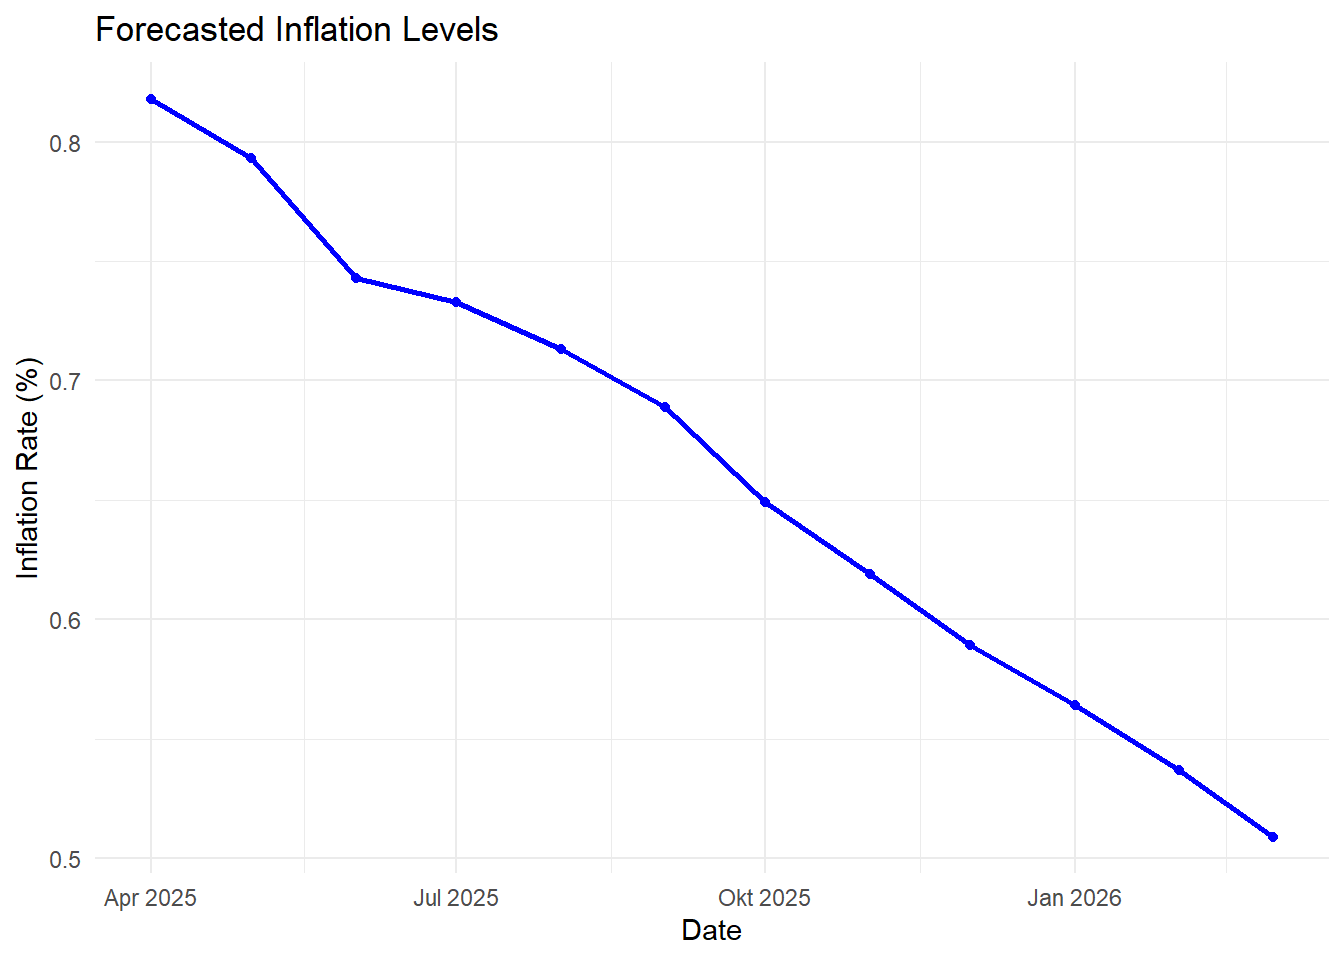 Forecasted Inflation Levels
Inflation Rate (%)
0.8
0.7
0.6
0.5
Apr 2025
Jul 2025
Okt 2025
Jan 2026
Date